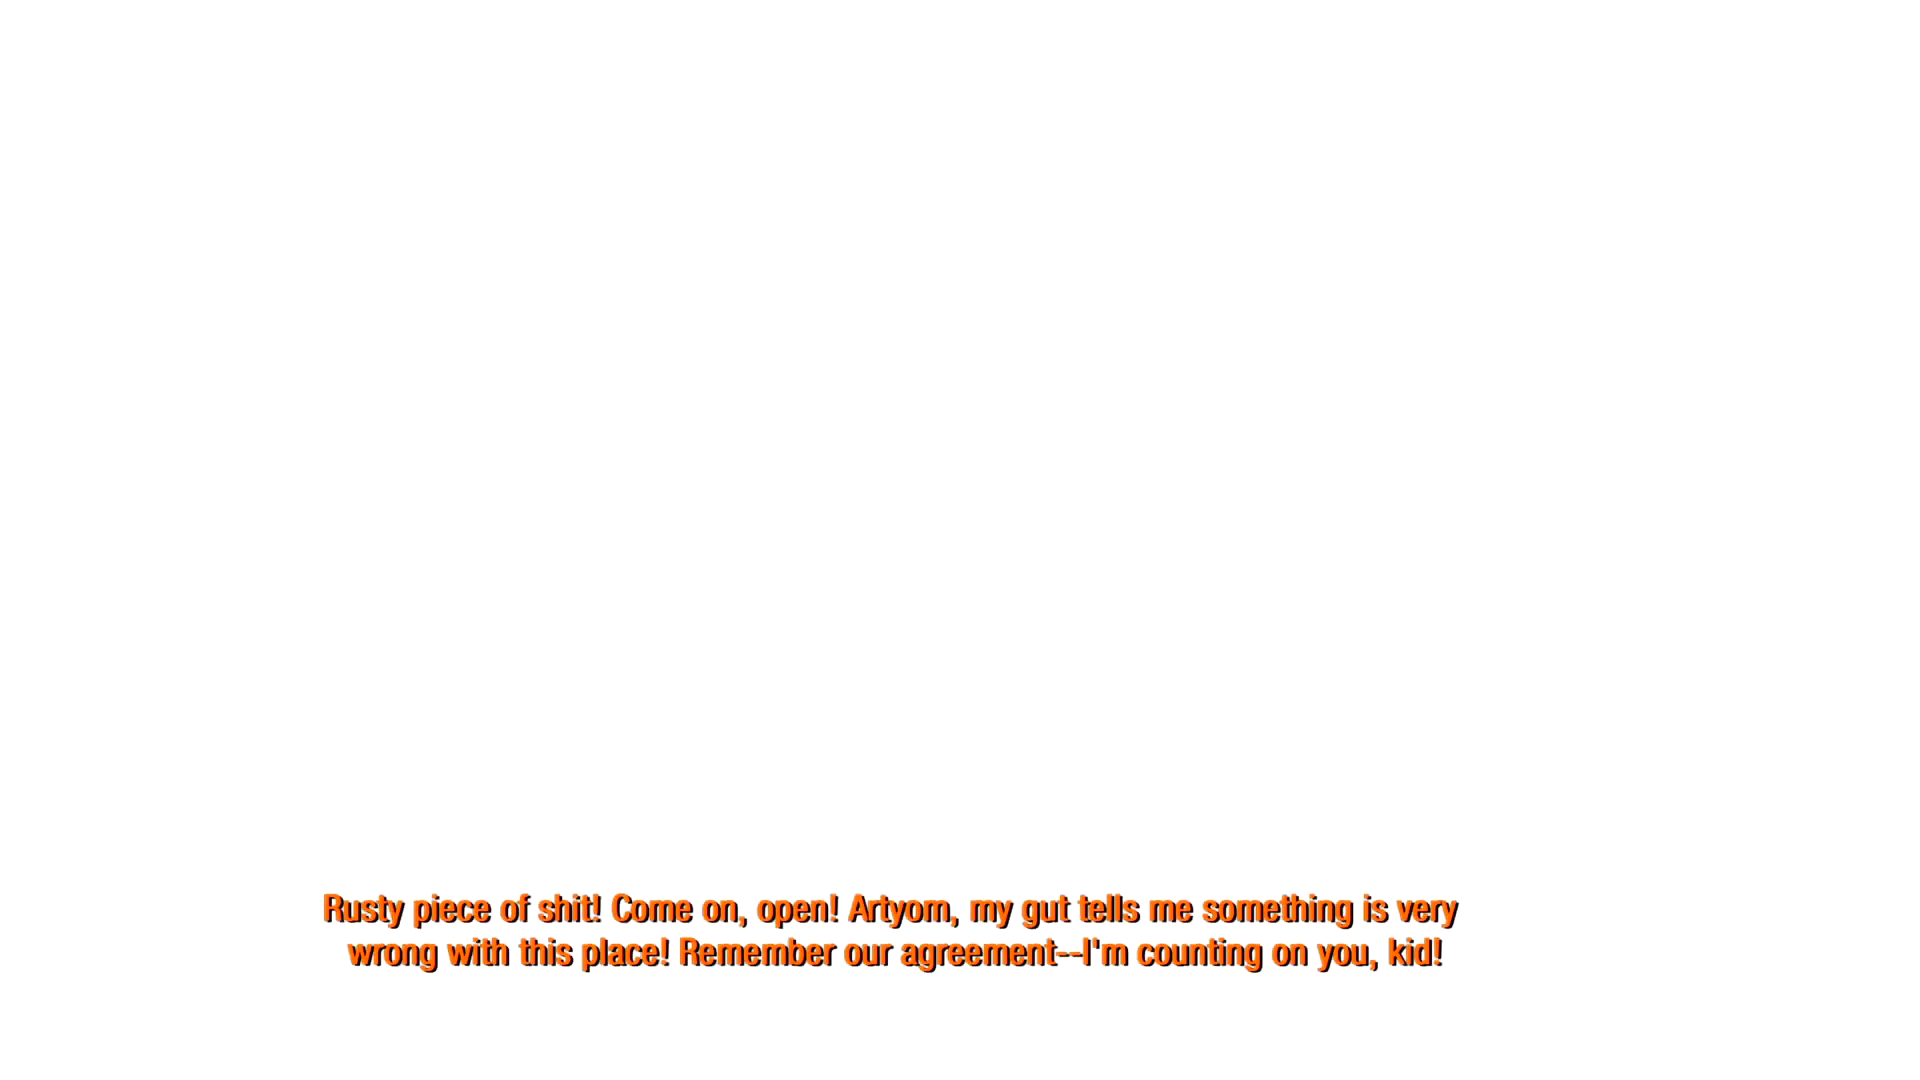 Rusty piece of shit! Come on, open! Artyom, my gut tells me something is very
wrong with this place! Remember our agreement--I'm counting on you, kid!